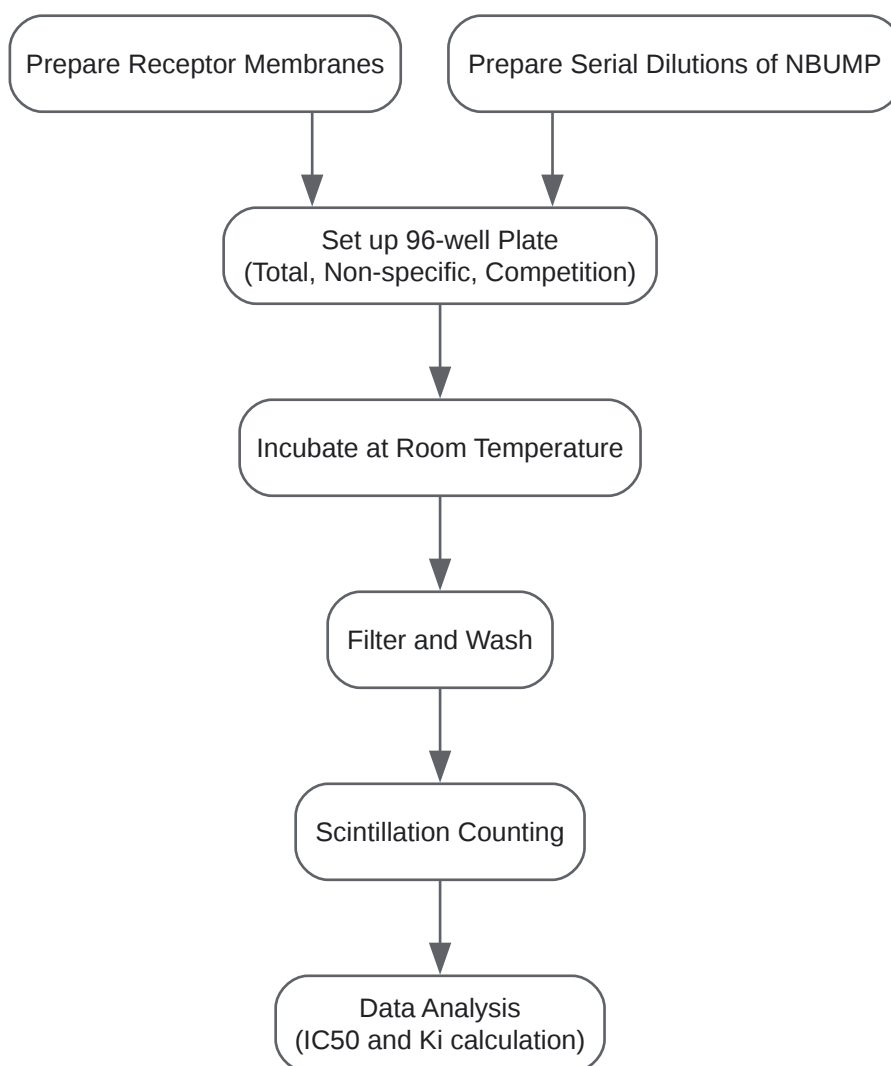 Prepare Receptor Membranes
Prepare Serial Dilutions of NBUMP
Set up 96-well Plate
(Total, Non-specific, Competition)
Incubate at Room Temperature
Filter and Wash
Scintillation Counting
Data Analysis
(IC50 and Ki calculation)